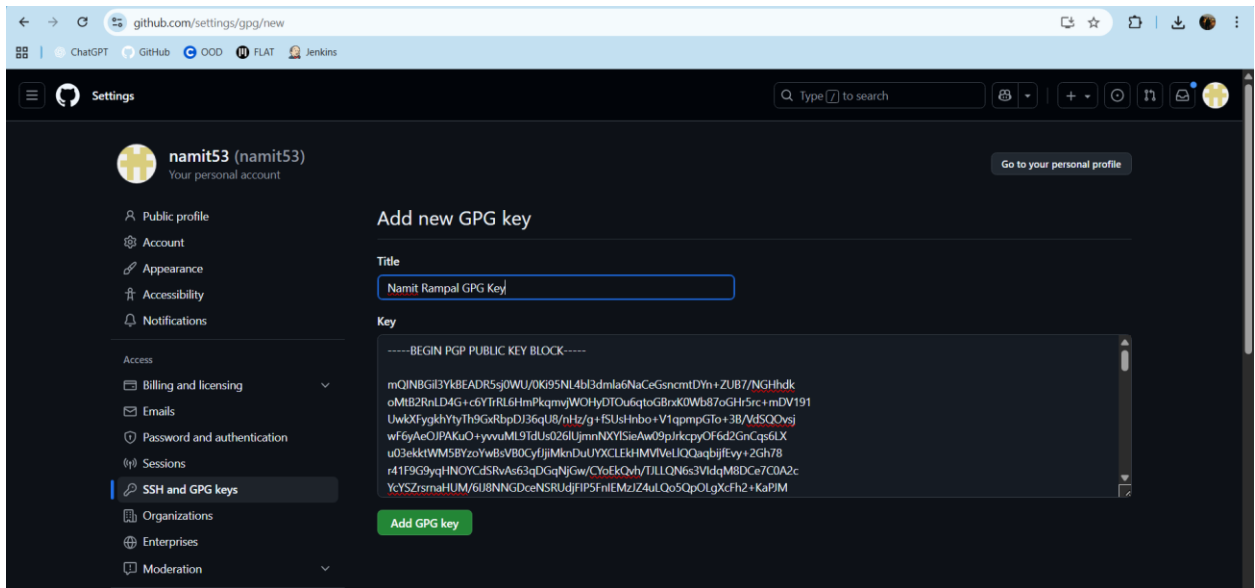 github.com/settings/gpg/new
ChatGPT GitHub OOD FLAT Jenkins
Settings
Type / to search
namit53 (namit53)
Your personal account
Go to your personal profile
Public profile
Account
Appearance
Accessibility
Notifications
Access
Billing and licensing
Emails
Password and authentication
Sessions
SSH and GPG keys
Organizations
Enterprises
Moderation
Add new GPG key
Title
Namit Rampal GPG Key
Key
-----BEGIN PGP PUBLIC KEY BLOCK-----
mQINBGil3YkBEADR5sj0WU/0Ki95NL4bl3dmla6NaCeGsncmtDYn+ZUB7/NGHhdk
oMtB2RnLD4G+c6YTrRL6HmPkqmvjWOHyDTOu6qtoGBrxK0Wb87oGHr5rc+mDV191
UwkXFygkhYtyTh9GxRbpDJ36qU8/nHz/g+fSUsHnbo+V1qpmpGTo+3B/VdSQOvsj
wF6yAeOJPAKuO+yvvuML9TdUs026lUjmnNXYlSieAw09pJrkcpyOF6d2GnCqs6LX
u03ekktWM5BYzoYwBsVB0CyfJjiMknDuUYXCLEkHMVlVeLlQQaqbijfEvy+2Gh78
r41F9G9yqHNOYCdSRvAs63qDGqNjGw/CYoEkQvh/TJLLQN6s3VIdqM8DCe7C0A2c
YcYSZrsrnaHUM/6IJ8NNGDceNSRUdjFIP5FnIEMzJZ4uLQo5QpOLgXcFh2+KaPJM
Add GPG key